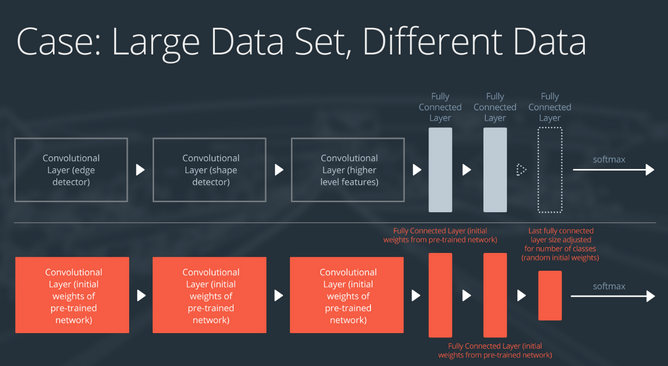 Case: Large Data Set, Different Data
Fully
Connected
Layer
Fully
Connected
Layer
Fully
Connected
Layer
Convolutional
Layer (edge
detector)
Convolutional
Layer (shape
detector)
Convolutional
Layer (higher
level features)
softmax
Fully Connected Layer (initial
weights from pre-trained network)
Last fully connected
layer size adjusted
for number of classes
(random initial weights)
Convolutional
Layer (initial
weights of
pre-trained
network)
Convolutional
Layer (initial
weights of
pre-trained
network)
Convolutional
Layer (initial
weights of
pre-trained
network)
softmax
Fully Connected Layer (initial
weights from pre-trained network)